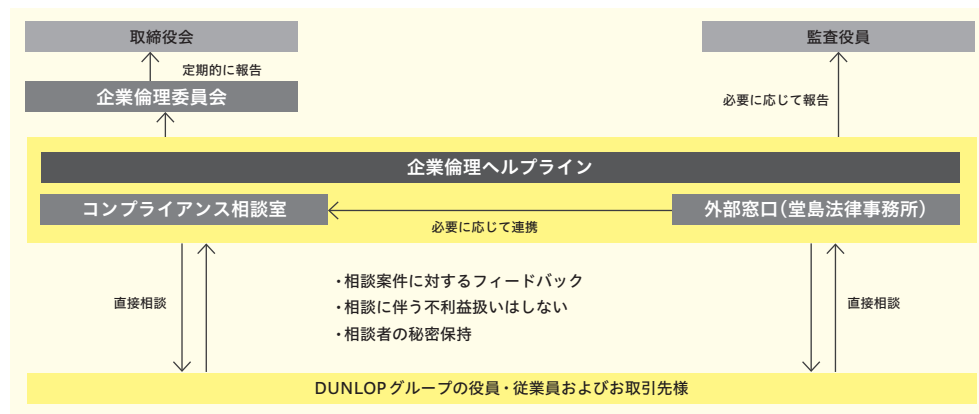 取締役会
監査役員
定期的に報告
企業倫理委員会
必要に応じて報告
企業倫理ヘルプライン
コンプライアンス相談室
外部窓口(堂島法律事務所)
必要に応じて連携
・相談案件に対するフィードバック
直接相談
・相談に伴う不利益扱いはしない
直接相談
・相談者の秘密保持
DUNLOPグループの役員・従業員およびお取引先様